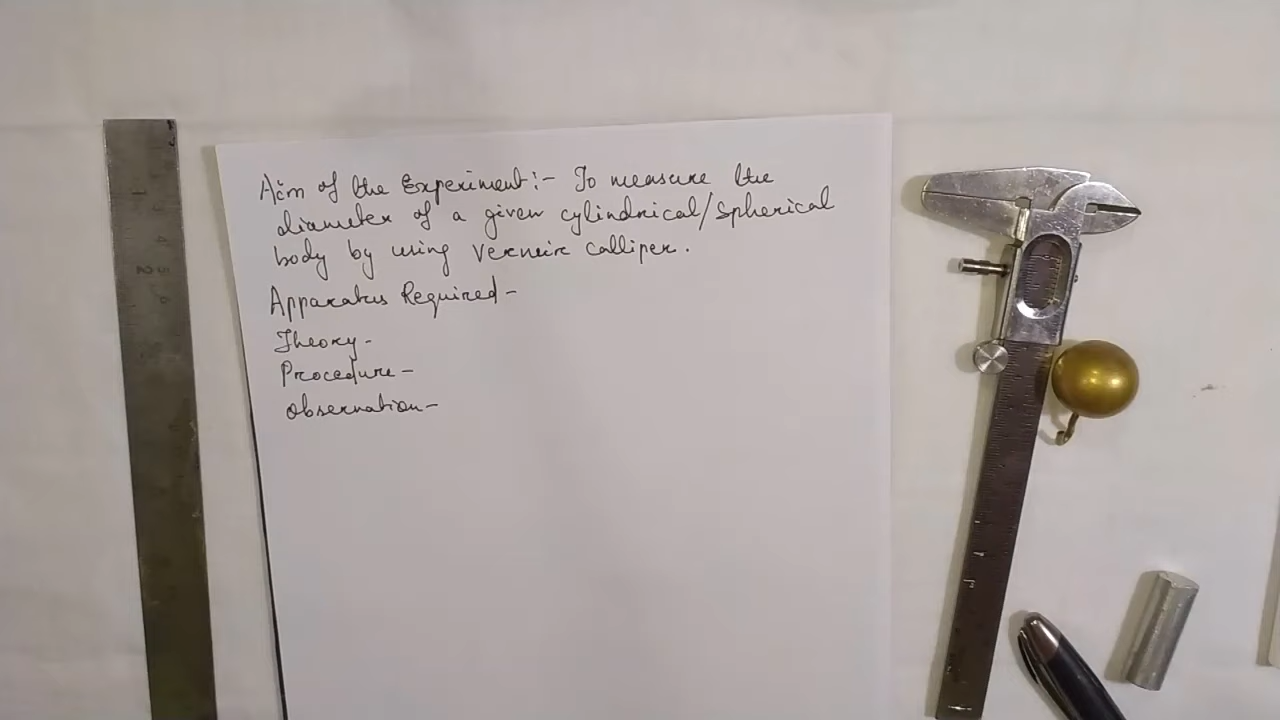 Aim of the Experiment:- To measure the
diameter of a given cylindrical/spherical
body by using Verneir calliper.
Apparatus Required-
Theory-
Procedure-
Observation-